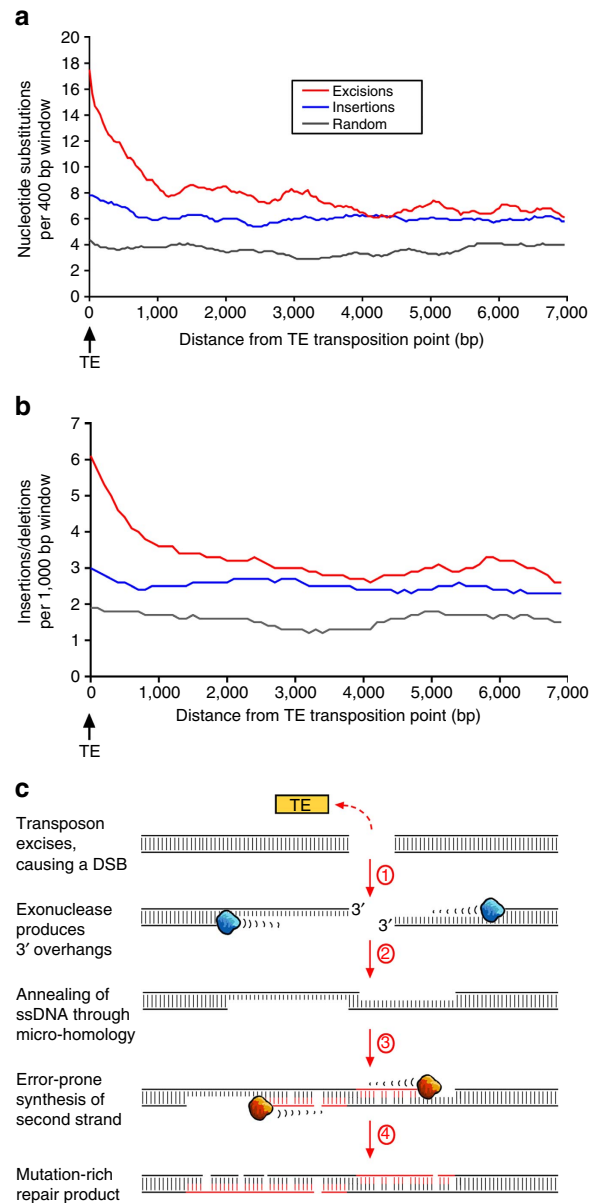 a
20
18
16
14
12
10
8
6
4
2
0
Nucleotide substitutions
per 400 bp window
Excisions
Insertions
Random
0 1,000 2,000 3,000 4,000 5,000 6,000 7,000
Distance from TE transposition point (bp)
TE
b
7
6
5
4
3
2
1
0
Insertions/deletions
per 1,000 bp window
0 1,000 2,000 3,000 4,000 5,000 6,000 7,000
Distance from TE transposition point (bp)
TE
c
TE
Transposon
excises,
causing a DSB
1
Exonuclease
produces
3′ overhangs
3′
3′
2
Annealing of
ssDNA through
micro-homology
3
Error-prone
synthesis of
second strand
4
Mutation-rich
repair product